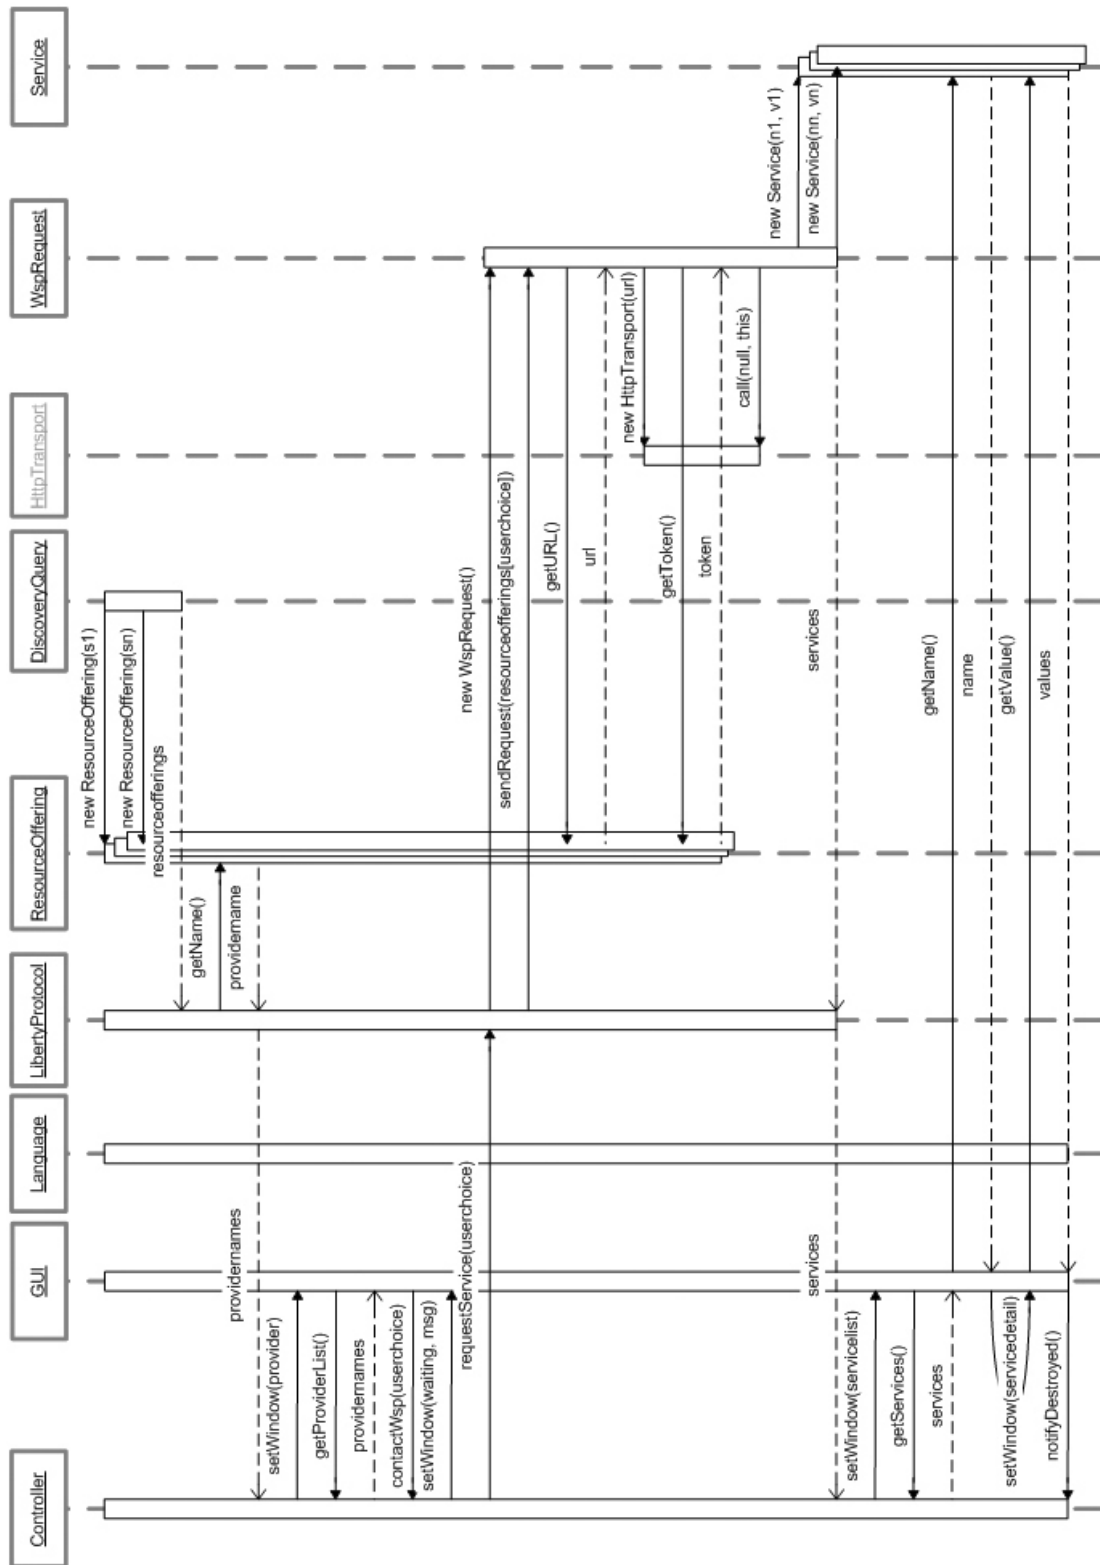 Controller
GUI
Language
LibertyProtocol
ResourceOffering
DiscoveryQuery
HttpTransport
WspRequest
Service
new ResourceOffering(s1)
new ResourceOffering(sn)
resourceofferings
getName()
providername
providernames
setWindow(provider)
getProviderList()
providernames
contactWsp(userchoice)
setWindow(waiting, msg)
requestService(userchoice)
new WspRequest()
sendRequest(resourceofferings[userchoice])
getURL()
url
new HttpTransport(url)
getToken()
token
call(null, this)
new Service(n1, v1)
new Service(nn, vn)
services
services
setWindow(servicelist)
getServices()
services
getName()
name
setWindow(servicedetail)
getValue()
values
notifyDestroyed()